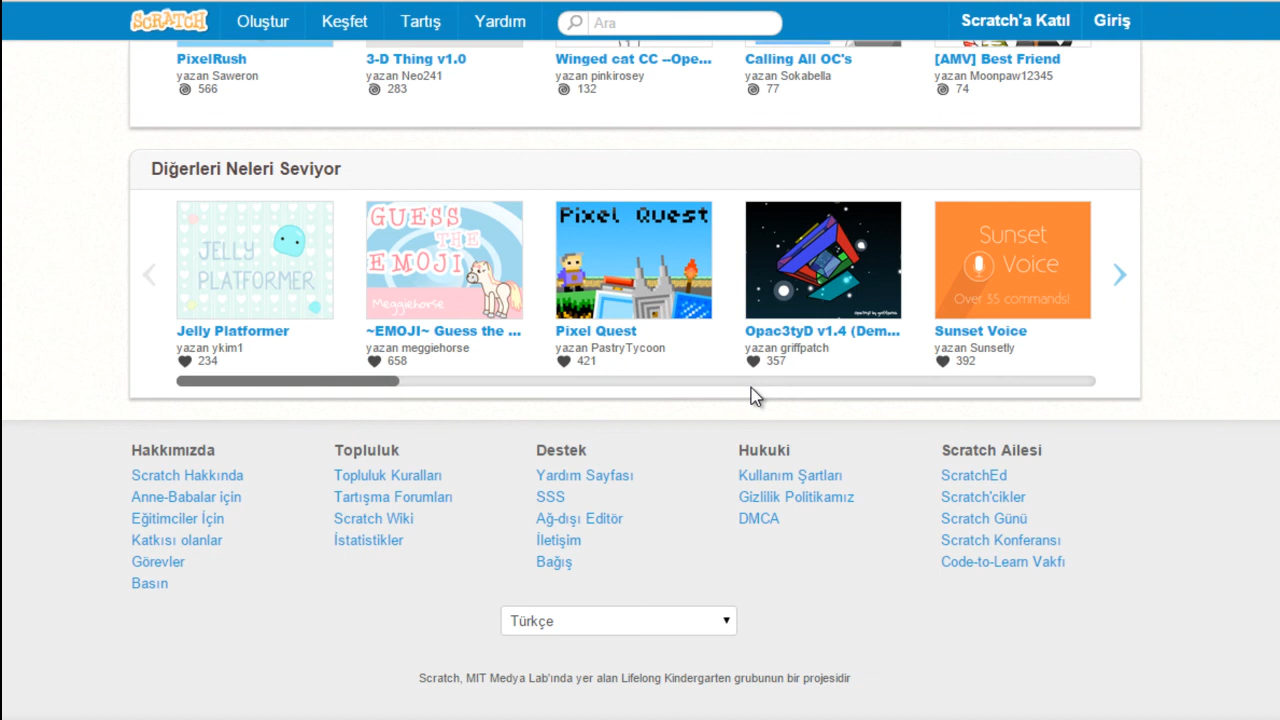 SCRATCH Oluştur Keşfet Tartış Yardım Ara Scratch'a Katıl Giriş
PixelRush 3-D Thing v1.0 Winged cat CC --Ope... Calling All OC's [AMV] Best Friend
yazan Saweron yazan Neo241 yazan pinkirosey yazan Sokabella yazan Moonpaw12345
566 283 132 77 74
Diğerleri Neleri Seviyor
JELLY
PLATFORMER
GUESS
THE
EMOJI
Meggiehorse
Pixel Quest
Sunset
Voice
Over 35 commands!
Jelly Platformer ~EMOJI~ Guess the ... Pixel Quest Opac3tyD v1.4 (Dem... Sunset Voice
yazan ykim1 yazan meggiehorse yazan PastryTycoon yazan griffpatch yazan Sunsetly
234 658 421 357 392
Hakkımızda Topluluk Destek Hukuki Scratch Ailesi
Scratch Hakkında Topluluk Kuralları Yardım Sayfası Kullanım Şartları ScratchEd
Anne-Babalar için Tartışma Forumları SSS Gizlilik Politikamız Scratch'cikler
Eğitimciler İçin Scratch Wiki Ağ-dışı Editör DMCA Scratch Günü
Katkısı olanlar İstatistikler İletişim Scratch Konferansı
Görevler Bağış Code-to-Learn Vakfı
Basın
Türkçe
Scratch, MIT Medya Lab'ında yer alan Lifelong Kindergarten grubunun bir projesidir